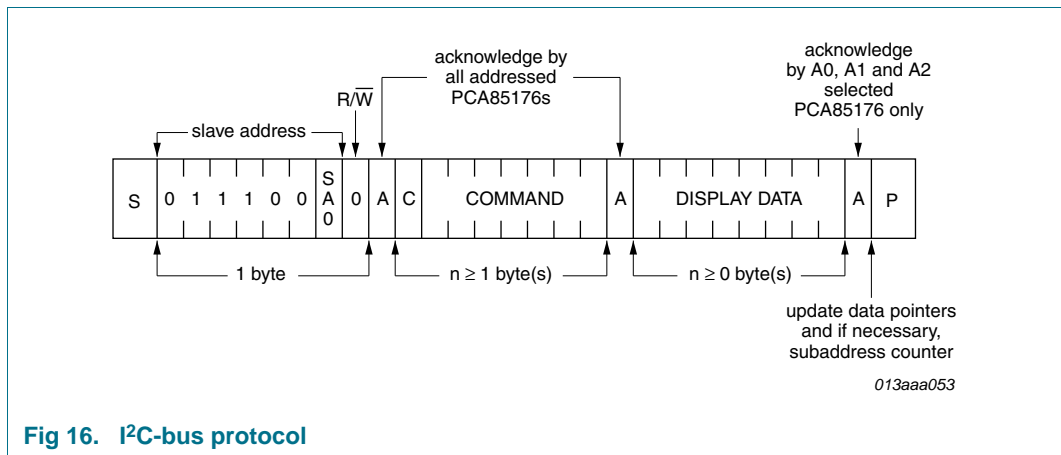 acknowledge by
all addressed
PCA85176s
acknowledge
by A0, A1 and A2
selected
PCA85176 only
R/W̅
slave address
S 0 1 1 1 0 0 SA0 0 A C COMMAND A DISPLAY DATA A P
1 byte
n ≥ 1 byte(s)
n ≥ 0 byte(s)
update data pointers
and if necessary,
subaddress counter
013aaa053
Fig 16. I²C-bus protocol